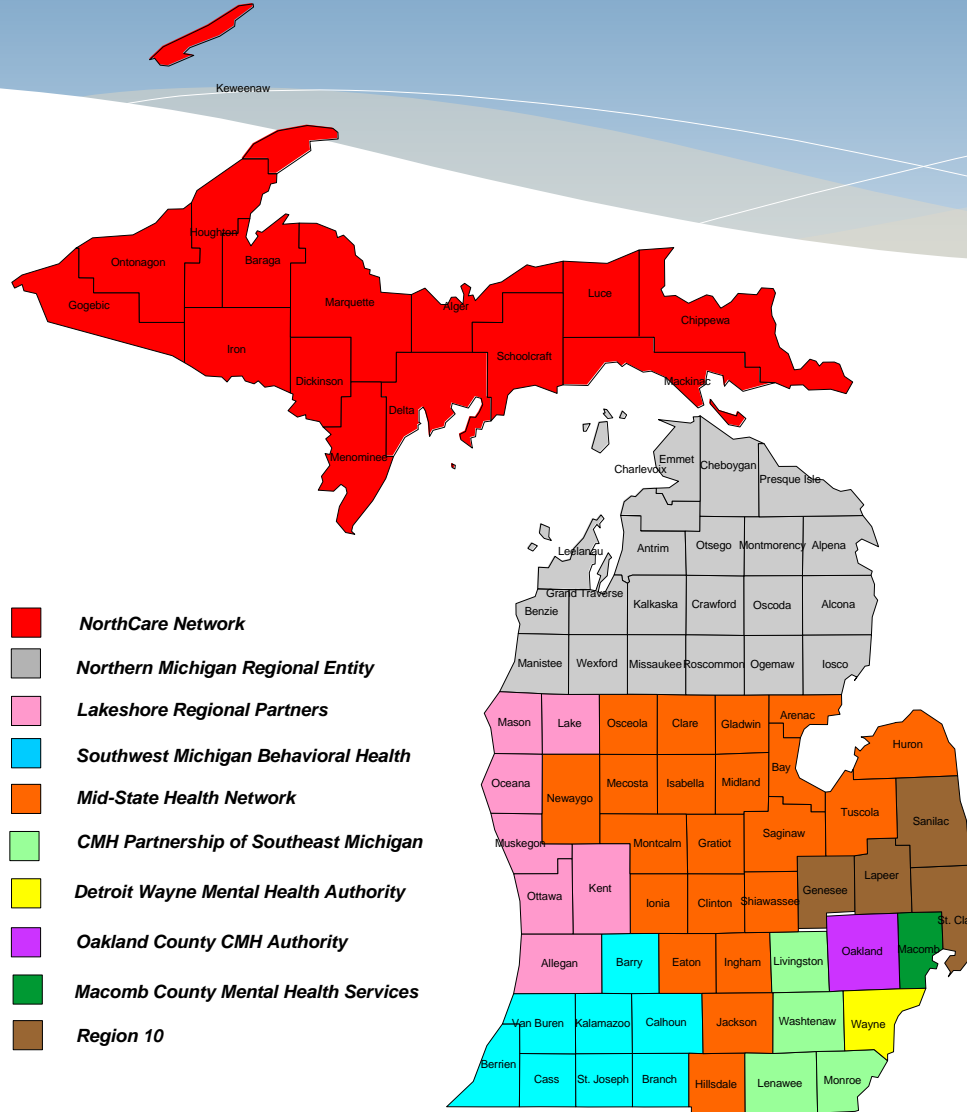 Keweenaw
Houghton
Ontonagon
Baraga
Gogebic
Marquette
Alger
Luce
Chippewa
Iron
Schoolcraft
Dickinson
Mackinac
Delta
Menominee
Emmet
Charlevoix
Cheboygan
Presque Isle
Leelanau
Antrim
Otsego
Montmorency
Alpena
Grand Traverse
Benzie
Kalkaska
Crawford
Oscoda
Alcona
Manistee
Wexford
Missaukee
Roscommon
Ogemaw
Iosco
NorthCare Network
Northern Michigan Regional Entity
Lakeshore Regional Partners
Southwest Michigan Behavioral Health
Mid-State Health Network
CMH Partnership of Southeast Michigan
Detroit Wayne Mental Health Authority
Oakland County CMH Authority
Macomb County Mental Health Services
Region 10
Mason
Lake
Osceola
Clare
Gladwin
Arenac
Huron
Oceana
Newaygo
Mecosta
Isabella
Midland
Bay
Tuscola
Sanilac
Muskegon
Montcalm
Gratiot
Saginaw
Ottawa
Kent
Ionia
Clinton
Shiawassee
Genesee
Lapeer
St. Cla
Allegan
Barry
Eaton
Ingham
Livingston
Oakland
Macomb
Van Buren
Kalamazoo
Calhoun
Jackson
Washtenaw
Wayne
Berrien
Cass
St. Joseph
Branch
Hillsdale
Lenawee
Monroe